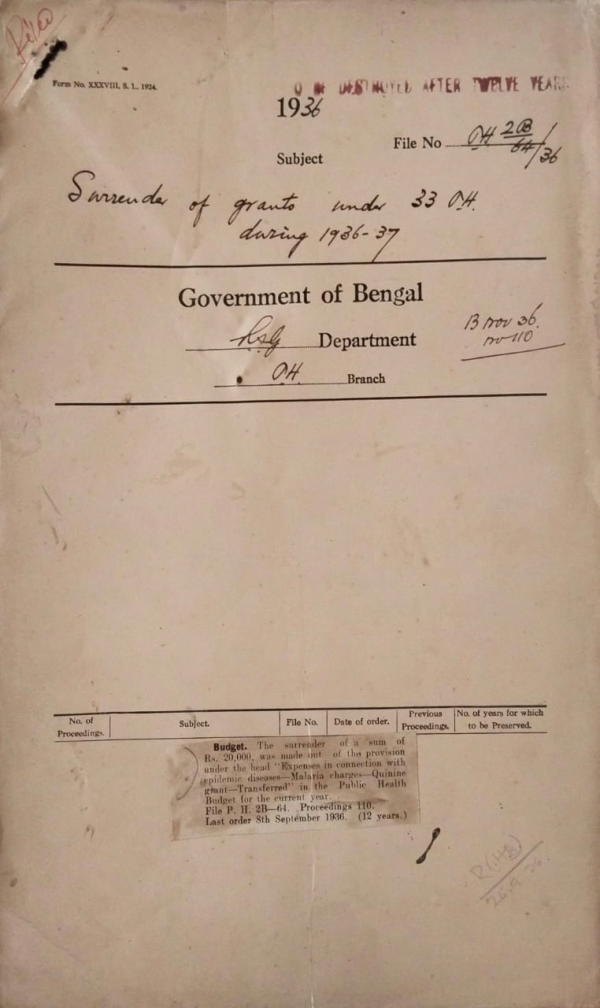 Form No. XXXVIII, S. L., 1924.
DESTROYED AFTER TWELVE YEARS
1936
File No PH 2B/64/36
Subject
Surrender of grants under 33 PH.
during 1936-37
Government of Bengal
LSG Department
PH. Branch
B Nov 36.
no 110
No. of Proceedings. Subject. File No. Date of order. Previous Proceedings. No. of years for which to be Preserved.
Budget. The surrender of a sum of
Rs. 20,000, was made out of the provision
under the head "Expenses in connection with
epidemic diseases—Malaria charges—Quinine
grant—Transferred" in the Public Health
Budget for the current year.
File P. H. 2B—64. Proceedings 110.
Last order 8th September 1936. (12 years.)